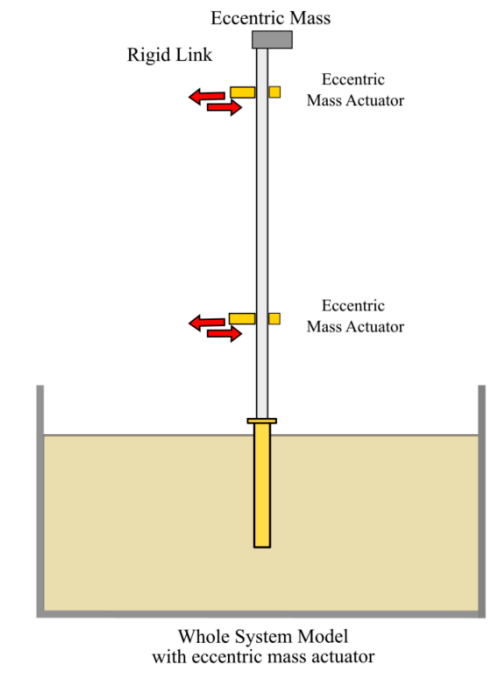 Eccentric Mass
Rigid Link
Eccentric
Mass Actuator
Eccentric
Mass Actuator
Whole System Model
with eccentric mass actuator